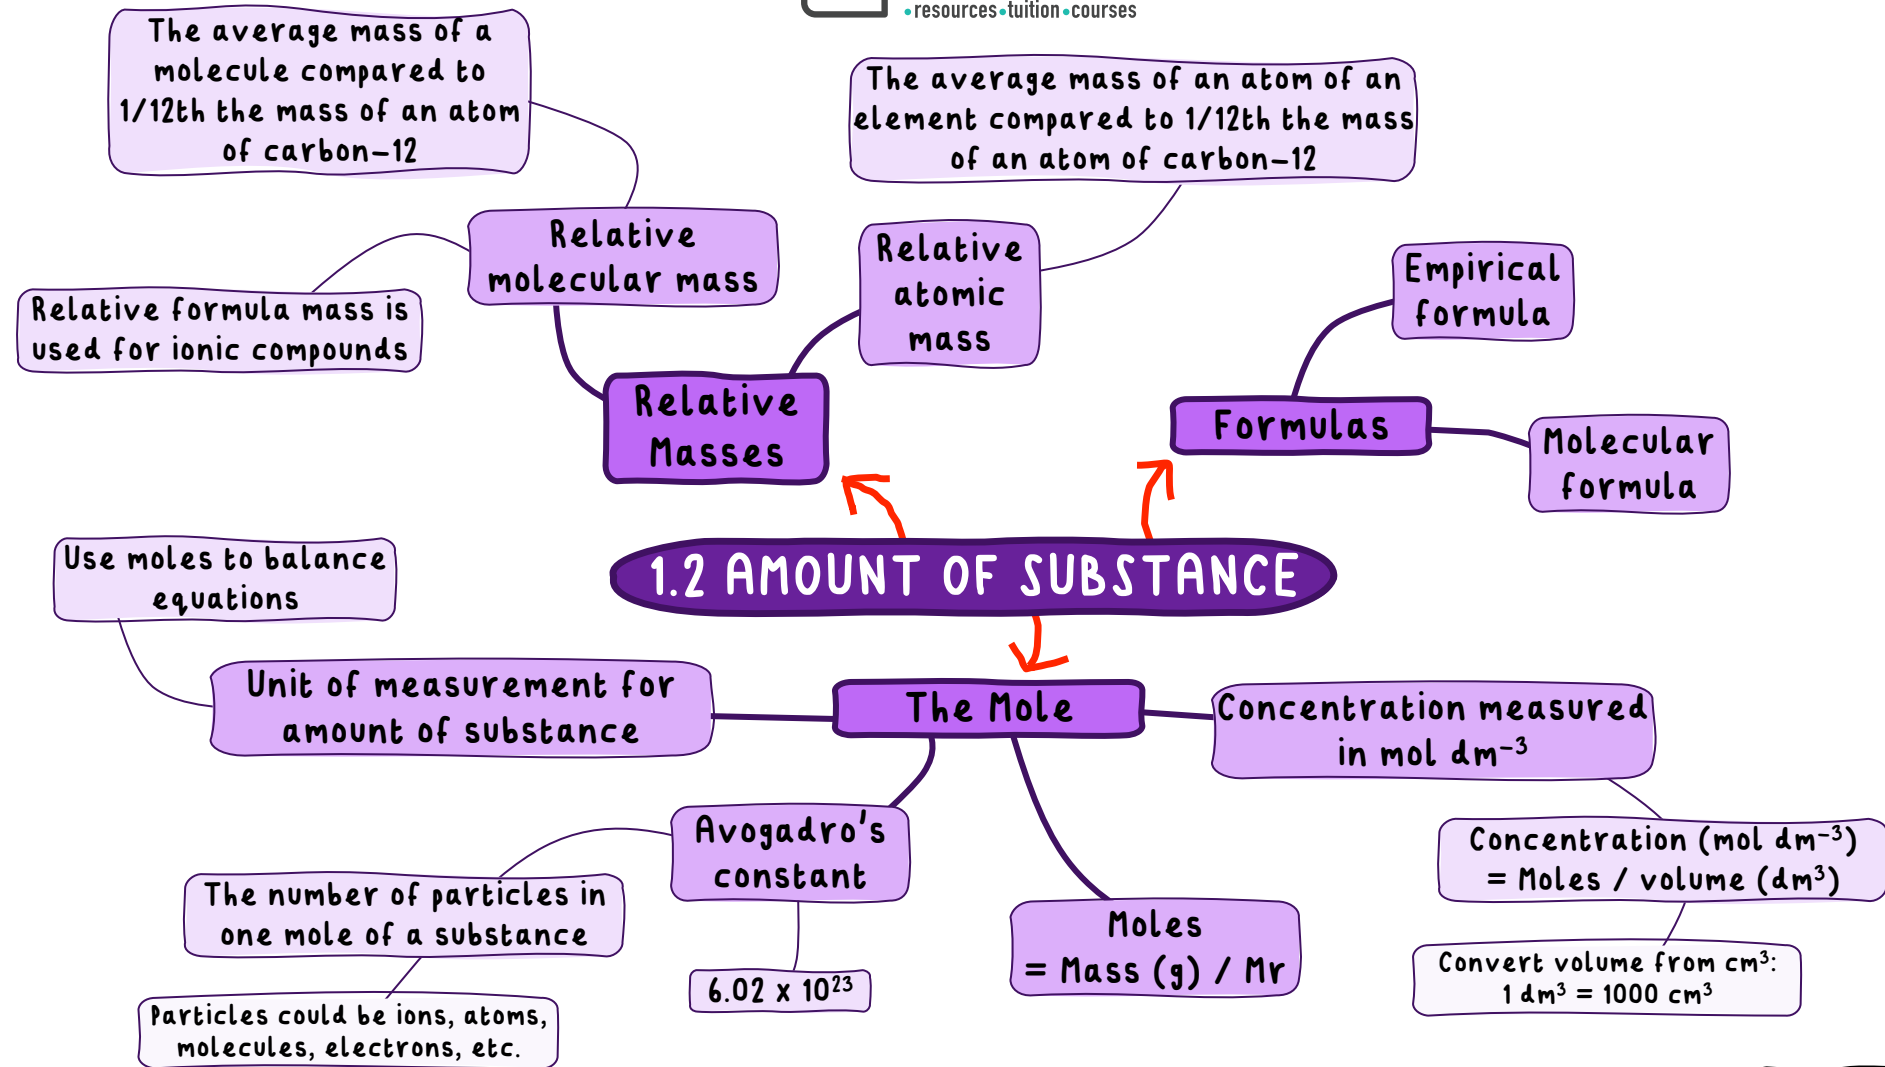 •resources•tuition•courses
The average mass of a
molecule compared to
1/12th the mass of an atom
of carbon-12
The average mass of an atom of an
element compared to 1/12th the mass
of an atom of carbon-12
Relative
molecular mass
Relative
atomic
mass
Empirical
formula
Relative formula mass is
used for ionic compounds
Relative
Masses
Formulas
Molecular
formula
1.2 AMOUNT OF SUBSTANCE
Use moles to balance
equations
Unit of measurement for
amount of substance
The Mole
Concentration measured
in mol dm⁻³
Avogadro's
constant
Concentration (mol dm⁻³)
= Moles / volume (dm³)
The number of particles in
one mole of a substance
Moles
= Mass (g) / Mr
6.02 x 10²³
Convert volume from cm³:
1 dm³ = 1000 cm³
Particles could be ions, atoms,
molecules, electrons, etc.